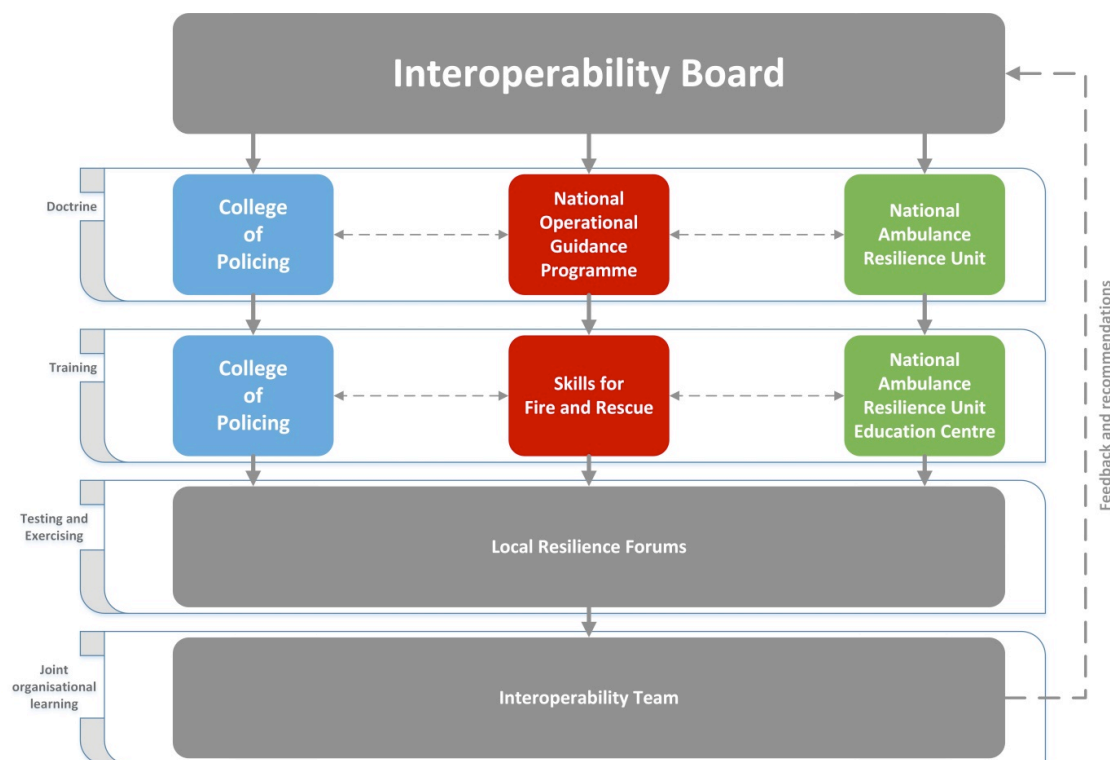 Interoperability Board
Doctrine
College
of
Policing
National
Operational
Guidance
Programme
National
Ambulance
Resilience Unit
Training
College
of
Policing
Skills for
Fire and Rescue
National
Ambulance
Resilience Unit
Education Centre
Testing and
Exercising
Local Resilience Forums
Joint
organisational
learning
Interoperability Team
Feedback and recommendations